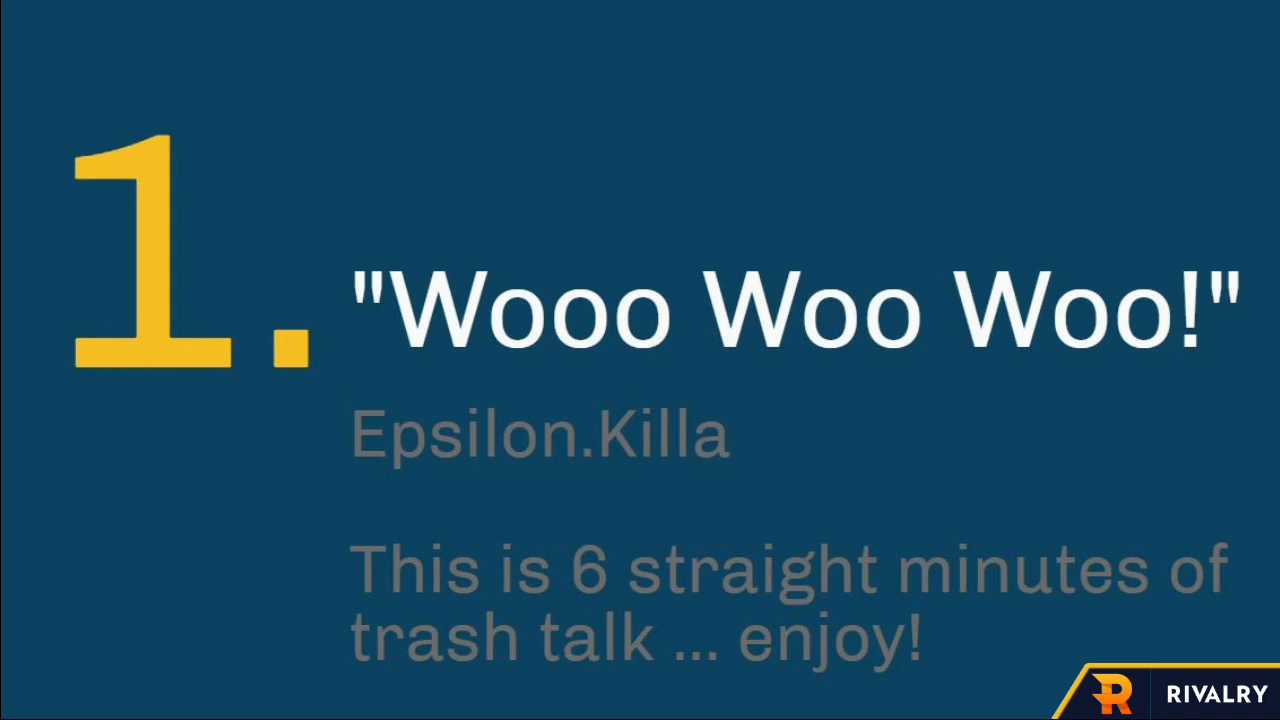 1.
"Wooo Woo Woo!"
Epsilon.Killa
This is 6 straight minutes of
trash talk ... enjoy!
R RIVALRY